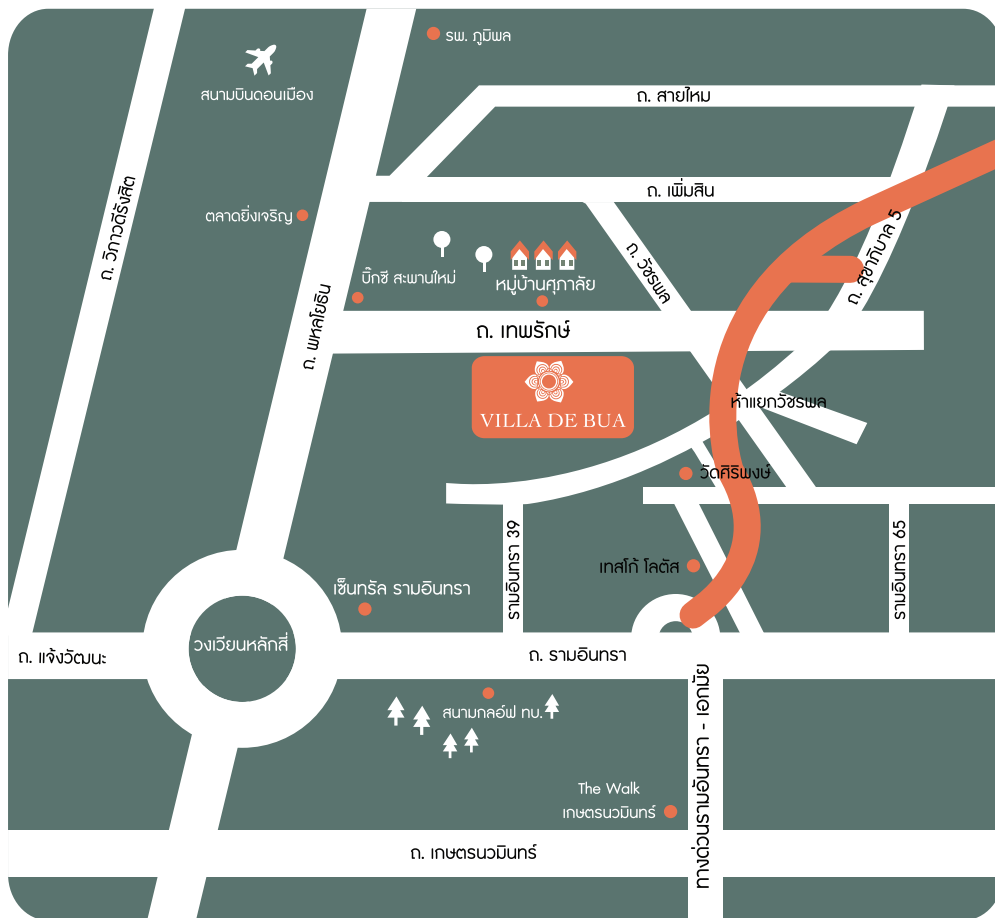 รพ. ภูมิพล
สนามบินดอนเมือง
ถ. สายไหม
ถ. วิภาวดีรังสิต
ถ. เพิ่มสิน
ตลาดยิ่งเจริญ
ถ. สุขาภิบาล 5
ถ. วัชรพล
บิ๊กซี สะพานใหม่
หมู่บ้านศุภาลัย
ถ. พหลโยธิน
ถ. เทพรักษ์
VILLA DE BUA
ห้าแยกวัชรพล
วัดศิริพงษ์
รามอินทรา 39
รามอินทรา 65
เทสโก้ โลตัส
เซ็นทรัล รามอินทรา
วงเวียนหลักสี่
ถ. แจ้งวัฒนะ
ถ. รามอินทรา
สนามกลอ์ฟ ทบ.
ทางด่วนรามอินทรา - เอกมัย
The Walk
เกษตรนวมินทร์
ถ. เกษตรนวมินทร์